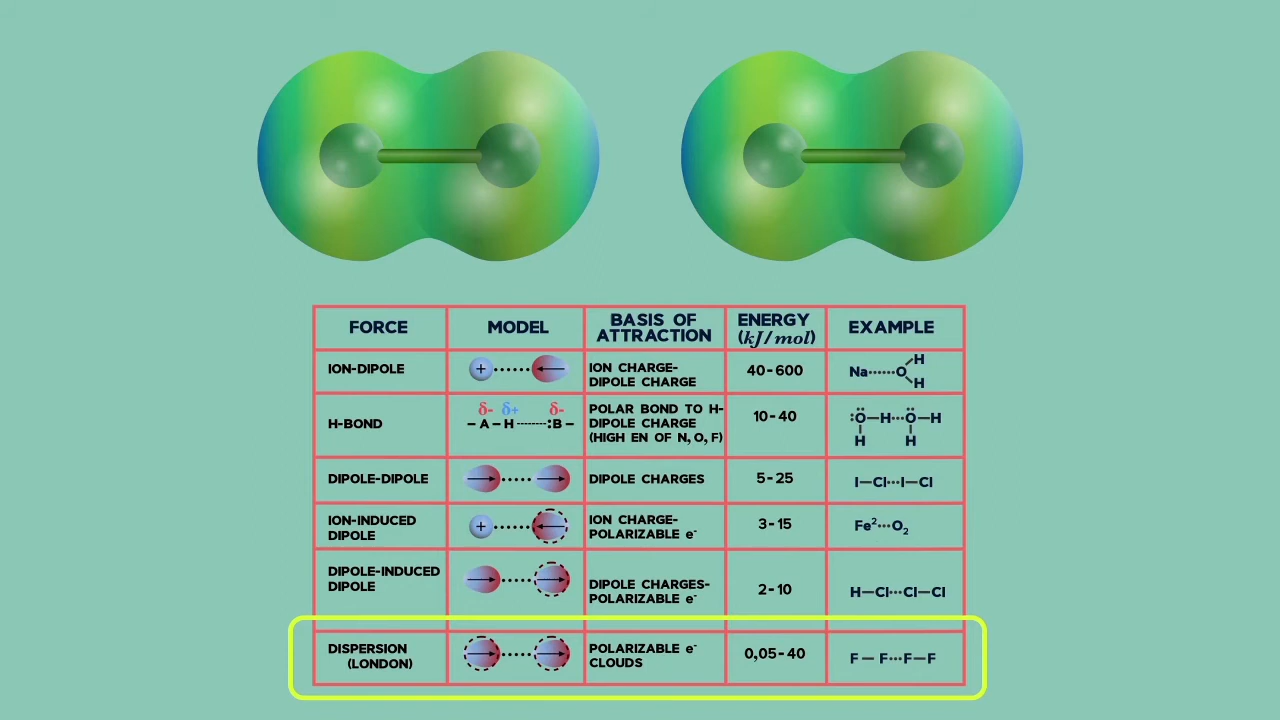 FORCE
MODEL
BASIS OF
ATTRACTION
ENERGY
(kJ/mol)
EXAMPLE
ION-DIPOLE
+
ION CHARGE-
DIPOLE CHARGE
40-600
Na······O
H
H
H-BOND
δ- δ+ δ-
– A – H --------:B –
POLAR BOND TO H-
DIPOLE CHARGE
(HIGH EN OF N, O, F)
10-40
:Ö—H···Ö—H
H H
DIPOLE-DIPOLE
DIPOLE CHARGES
5-25
I—Cl···I—Cl
ION-INDUCED
DIPOLE
+
ION CHARGE-
POLARIZABLE e⁻
3-15
Fe²···O₂
DIPOLE-INDUCED
DIPOLE
DIPOLE CHARGES-
POLARIZABLE e⁻
2-10
H—Cl···Cl—Cl
DISPERSION
(LONDON)
POLARIZABLE e⁻
CLOUDS
0,05-40
F — F···F—F